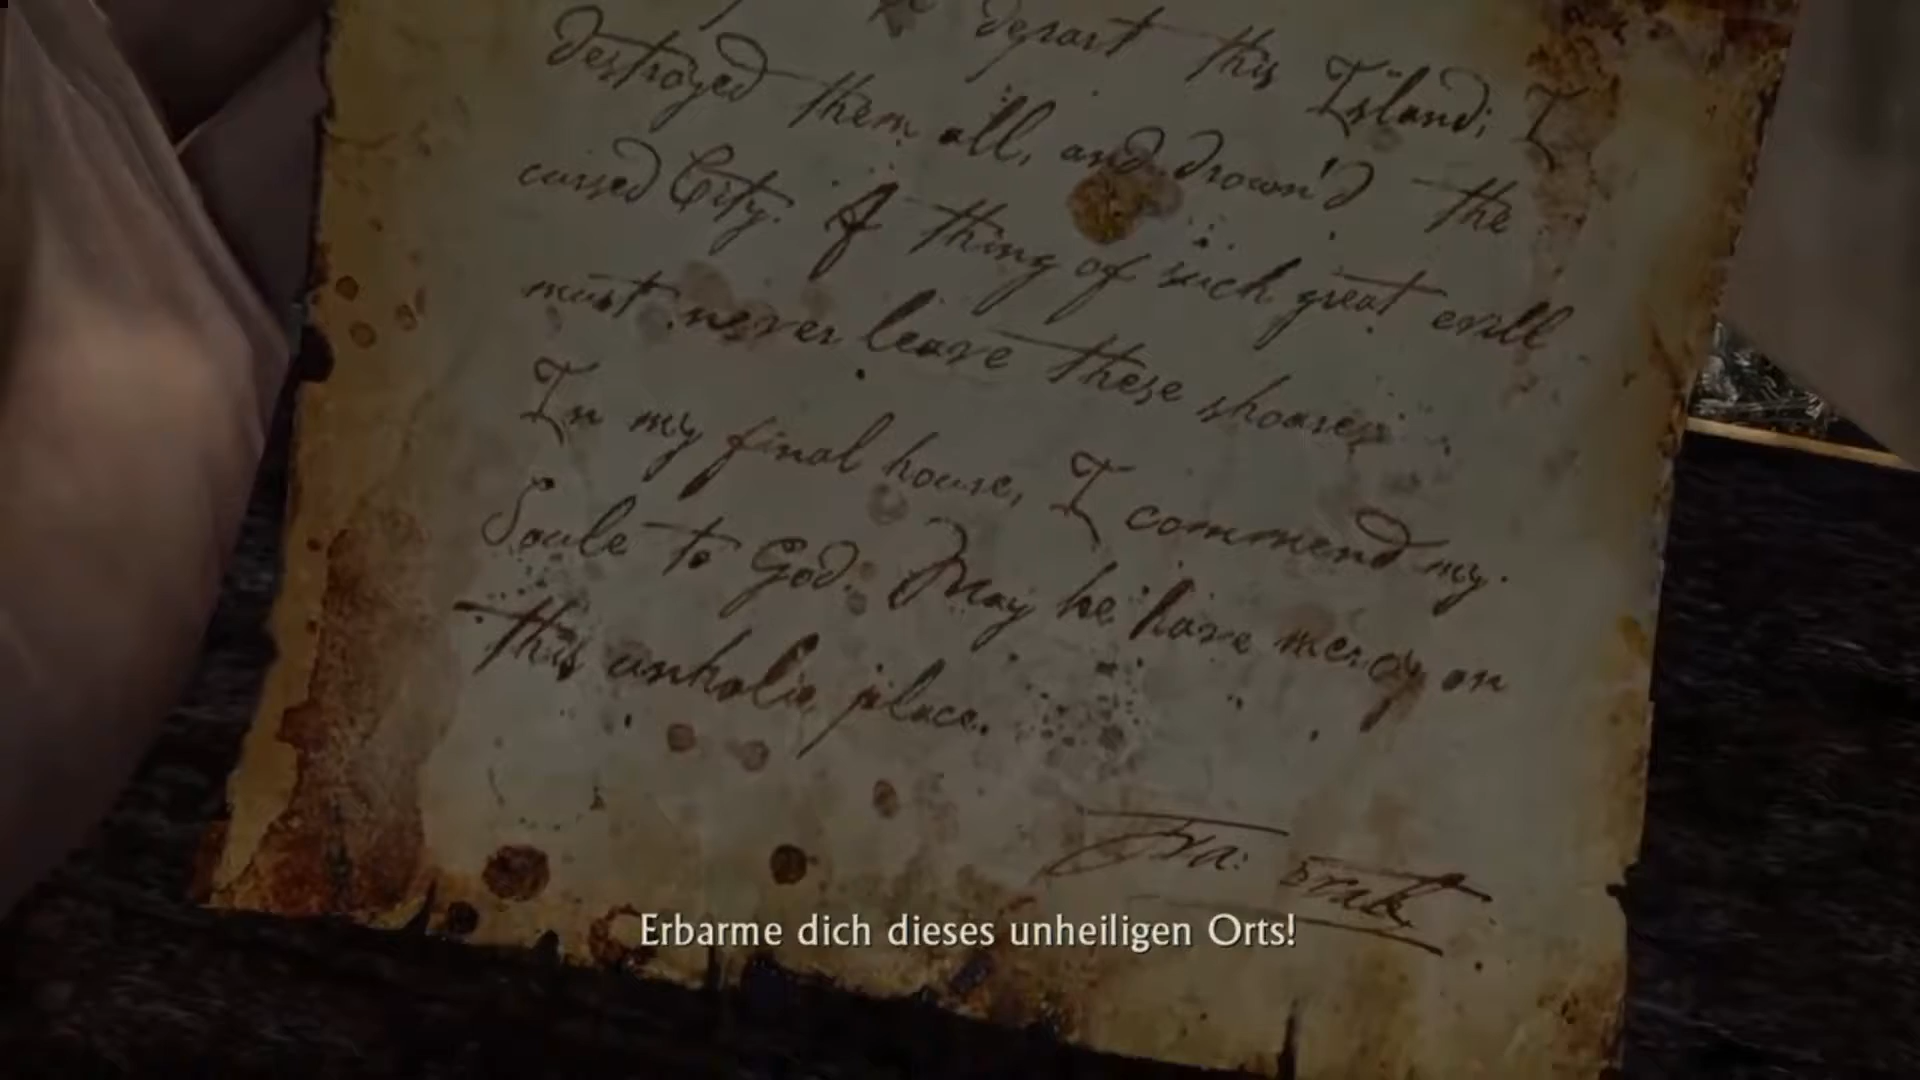 depart this Island; I
destroyed them all, and drown'd the
cursed City. A thing of such great evill
must never leave these shoares.
In my final houre, I commend my
Soule to God. May he have mercy on
this unholie place.
Fra: Drak
Erbarme dich dieses unheiligen Orts!